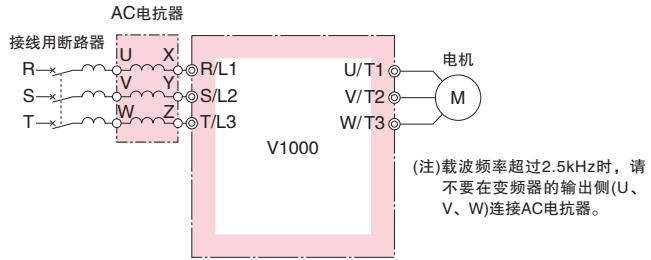 AC电抗器
接线用断路器
电机
R U X R/L1 U/T1
S V Y S/L2 V/T2 M
T W Z T/L3 W/T3
V1000
(注)载波频率超过2.5kHz时，请
不要在变频器的输出侧(U、
V、W)连接AC电抗器。